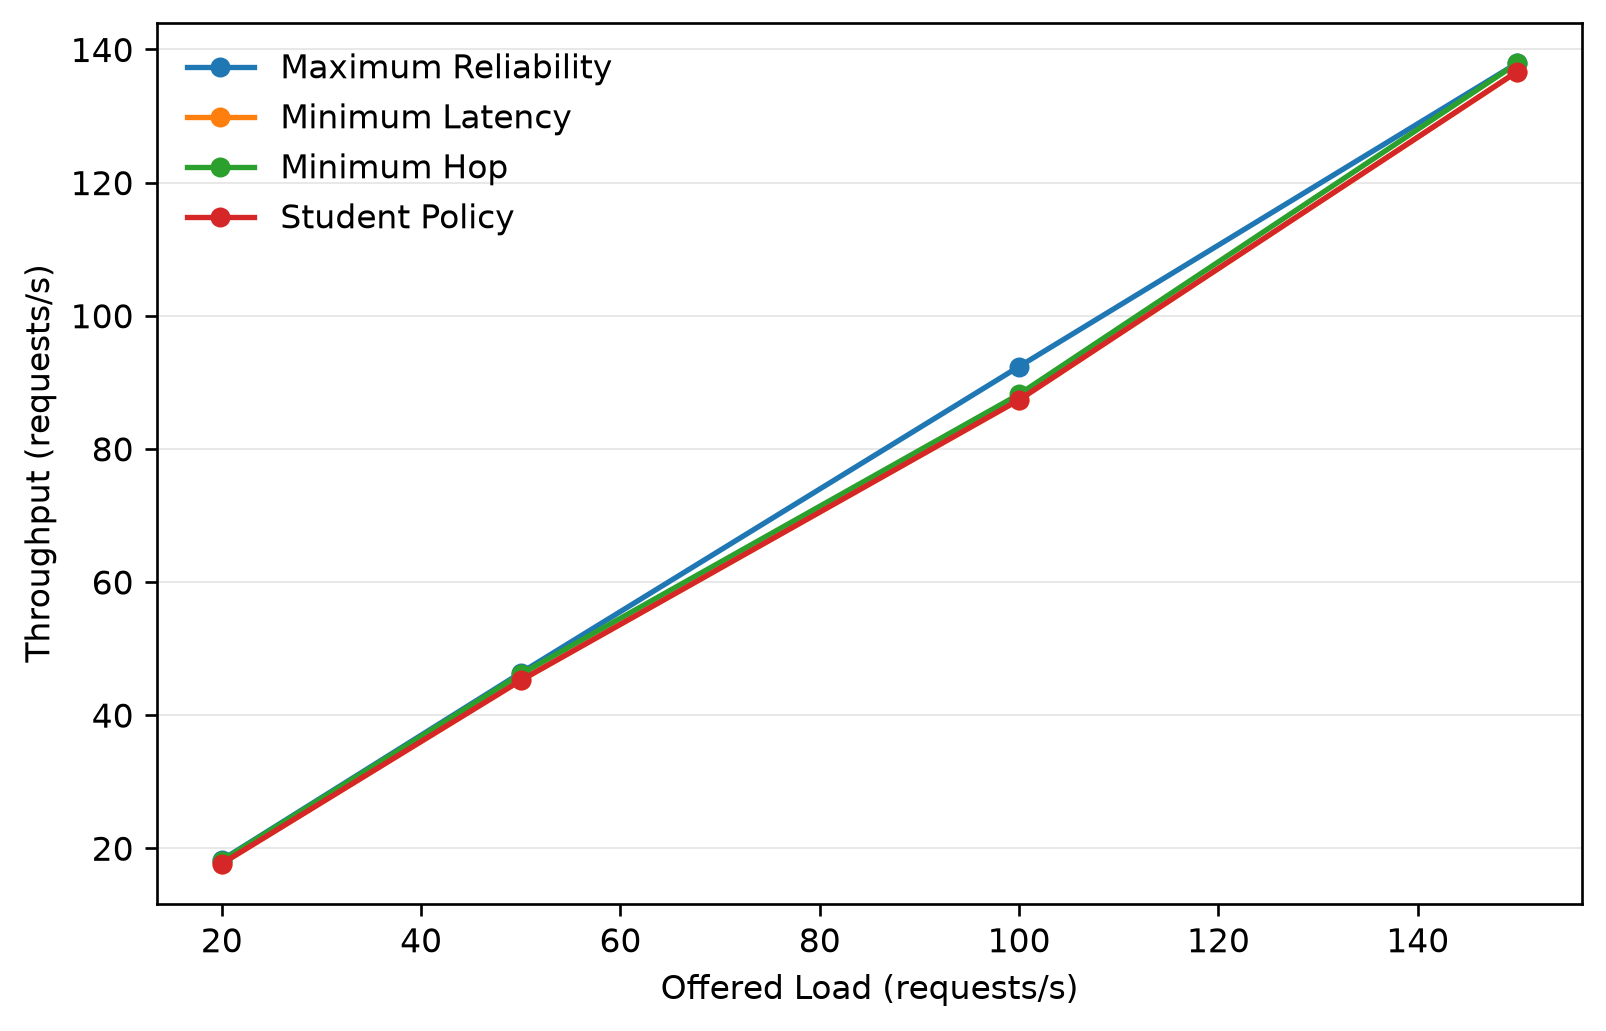 Maximum Reliability
Minimum Latency
Minimum Hop
Student Policy
140
120
100
80
60
40
20
Throughput (requests/s)
20 40 60 80 100 120 140
Offered Load (requests/s)